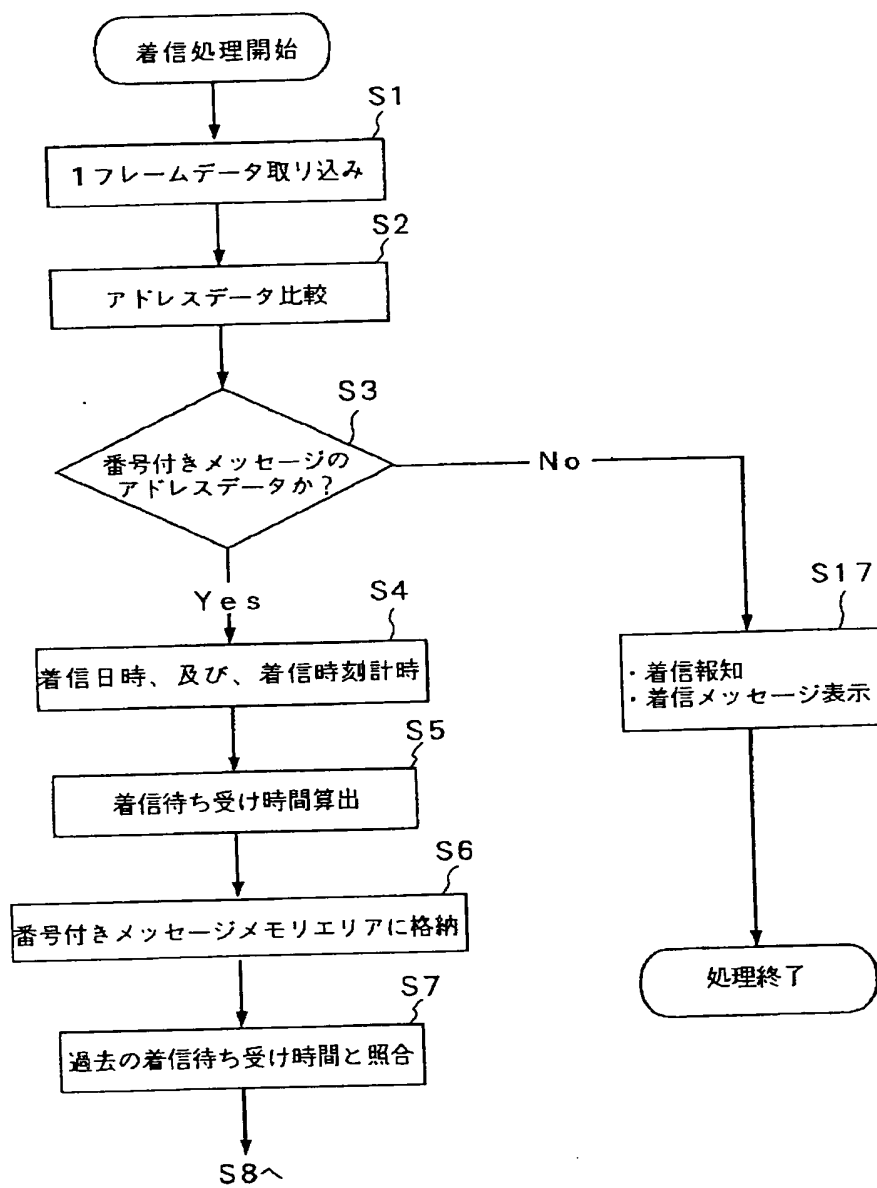 着信処理開始
S1
1フレームデータ取り込み
S2
アドレスデータ比較
S3
番号付きメッセージの
アドレスデータか?
No
Yes
S4
着信日時、及び、着信時刻計時
S17
・着信報知
・着信メッセージ表示
S5
着信待ち受け時間算出
S6
番号付きメッセージメモリエリアに格納
処理終了
S7
過去の着信待ち受け時間と照合
S8へ